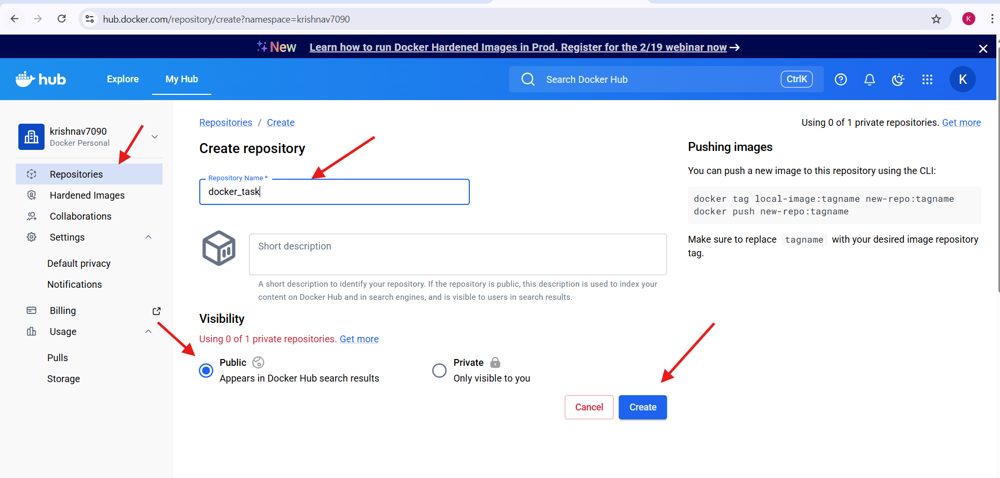 hub.docker.com/repository/create?namespace=krishnav7090
K
New Learn how to run Docker Hardened Images in Prod. Register for the 2/19 webinar now →
hub
Explore
My Hub
Search Docker Hub
CtrlK
K
krishnav7090
Docker Personal
Repositories
Hardened Images
Collaborations
Settings
Default privacy
Notifications
Billing
Usage
Pulls
Storage
Repositories / Create
Using 0 of 1 private repositories. Get more
Create repository
Repository Name *
docker_task
Short description
A short description to identify your repository. If the repository is public, this description is used to index your
content on Docker Hub and in search engines, and is visible to users in search results.
Visibility
Using 0 of 1 private repositories. Get more
Public
Appears in Docker Hub search results
Private
Only visible to you
Cancel
Create
Pushing images
You can push a new image to this repository using the CLI:
docker tag local-image:tagname new-repo:tagname
docker push new-repo:tagname
Make sure to replace tagname with your desired image repository
tag.